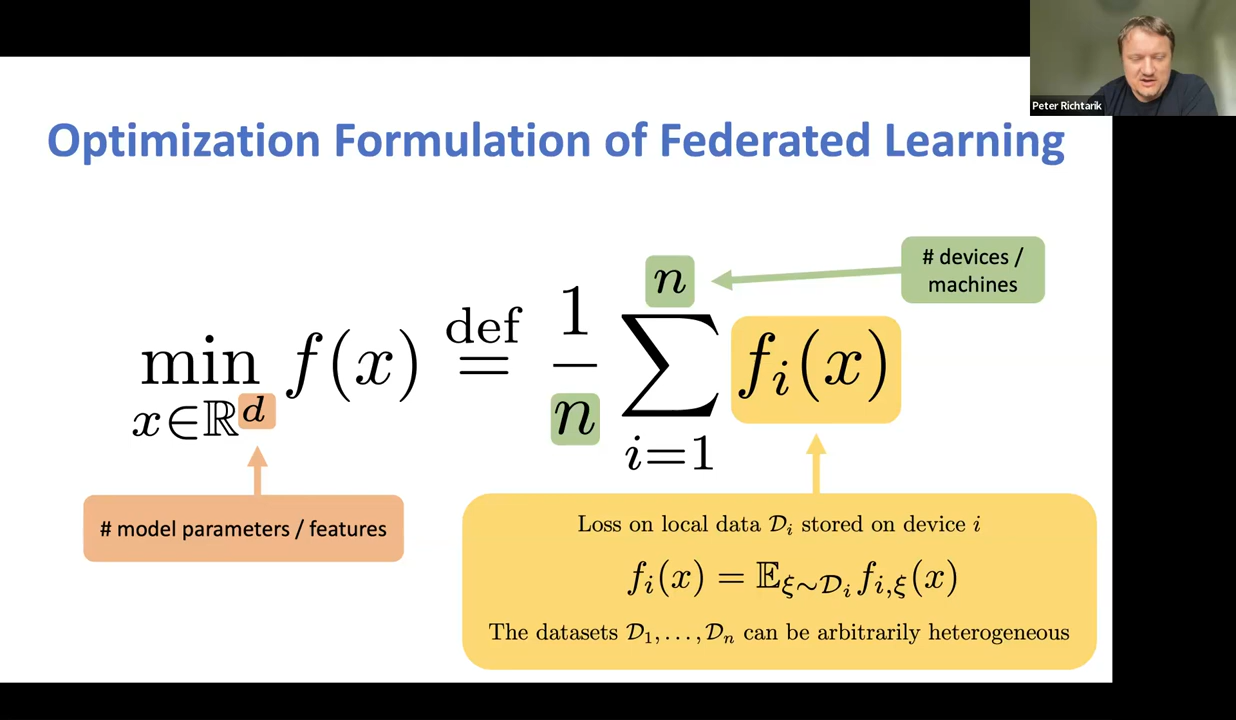 Peter Richtarik
Optimization Formulation of Federated Learning
# devices /
machines
min f(x) def= 1/n ∑ f_i(x)
x∈ℝ^d
n
i=1
# model parameters / features
Loss on local data 𝒟_i stored on device i
f_i(x) = 𝔼_{ξ∼𝒟_i} f_{i,ξ}(x)
The datasets 𝒟_1, . . . , 𝒟_n can be arbitrarily heterogeneous